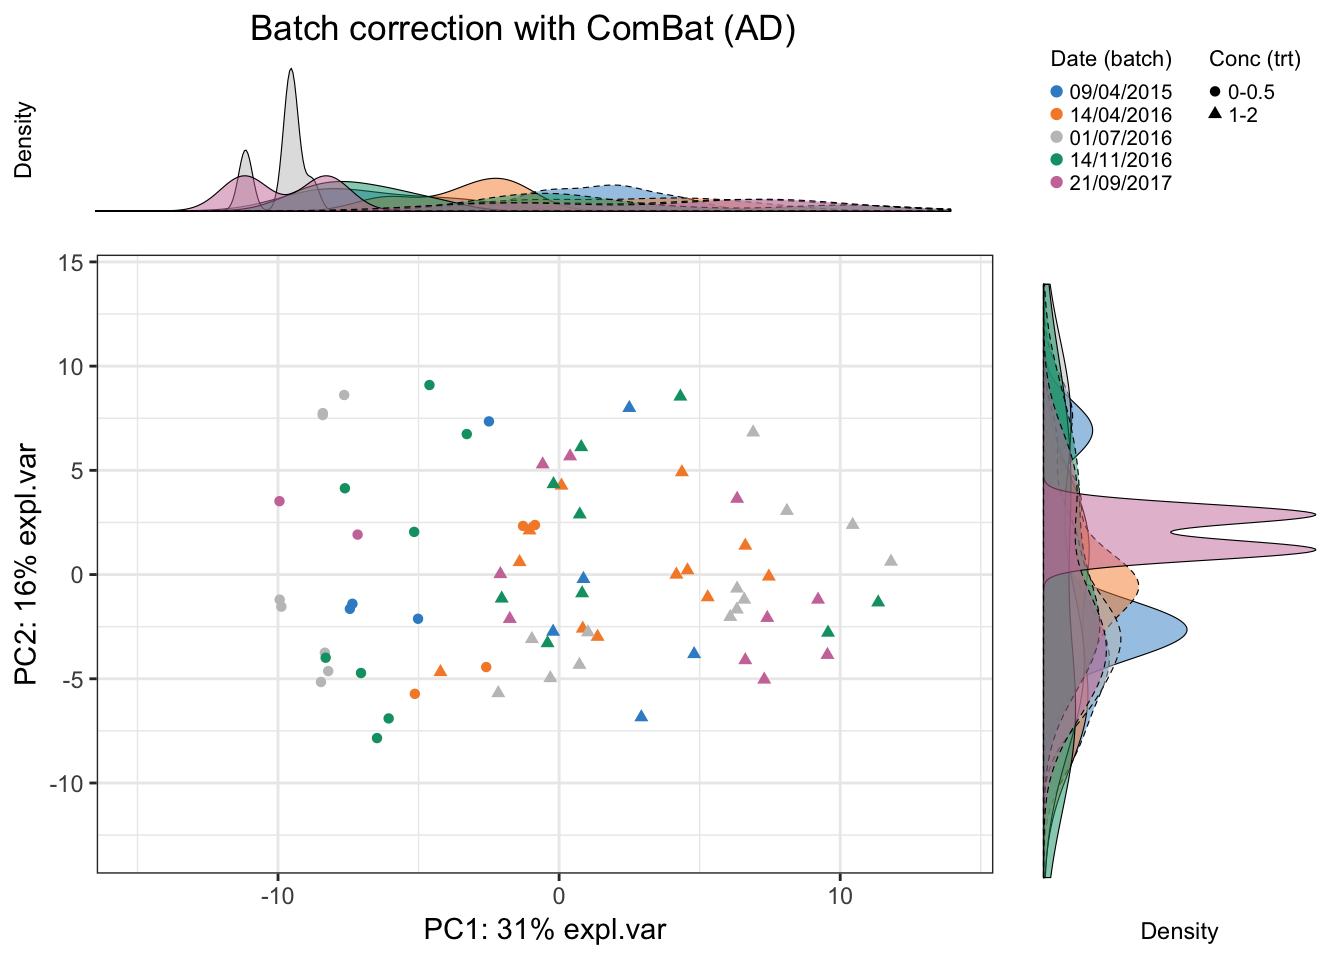 Batch correction with ComBat (AD)
Density
Date (batch)
09/04/2015
14/04/2016
01/07/2016
14/11/2016
21/09/2017
Conc (trt)
0-0.5
1-2
15
10
5
0
-5
-10
PC2: 16% expl.var
-10
0
10
PC1: 31% expl.var
Density